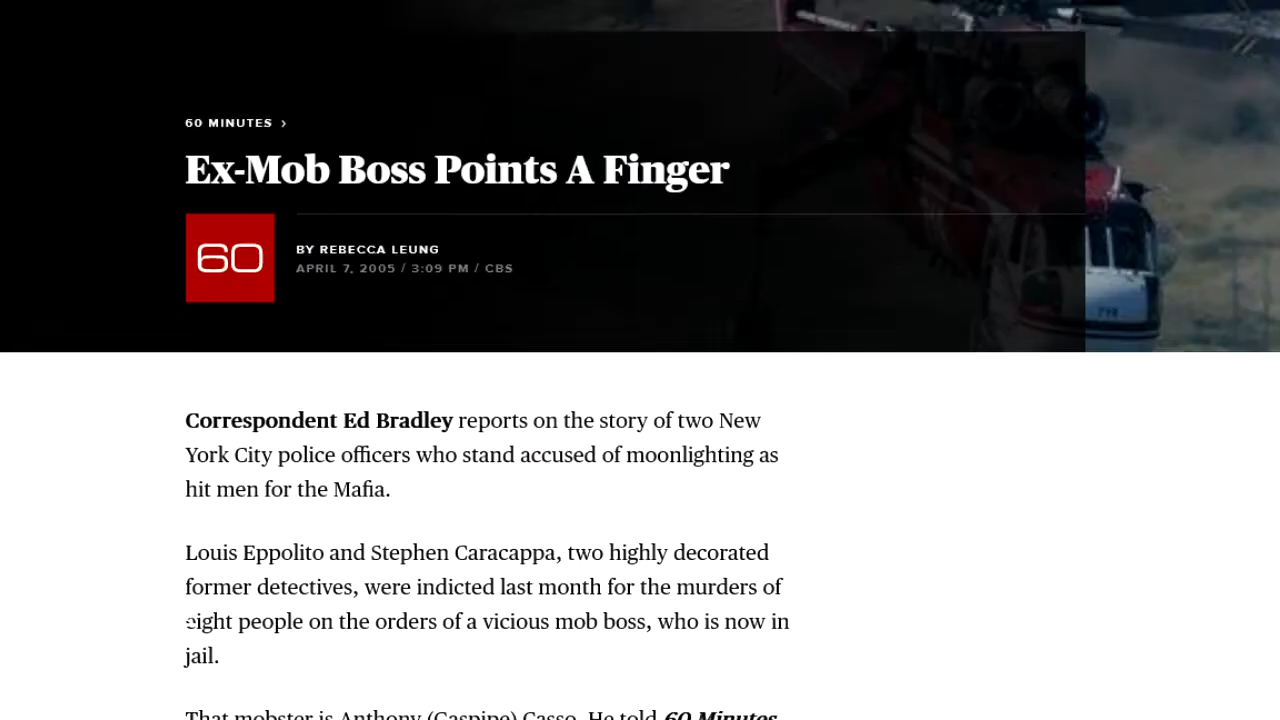 60 MINUTES ›
Ex-Mob Boss Points A Finger
60
BY REBECCA LEUNG
APRIL 7, 2005 / 3:09 PM / CBS
Correspondent Ed Bradley reports on the story of two New
York City police officers who stand accused of moonlighting as
hit men for the Mafia.
Louis Eppolito and Stephen Caracappa, two highly decorated
former detectives, were indicted last month for the murders of
eight people on the orders of a vicious mob boss, who is now in
jail.
That mobster is Anthony (Gaspipe) Casso. He told 60 Minutes